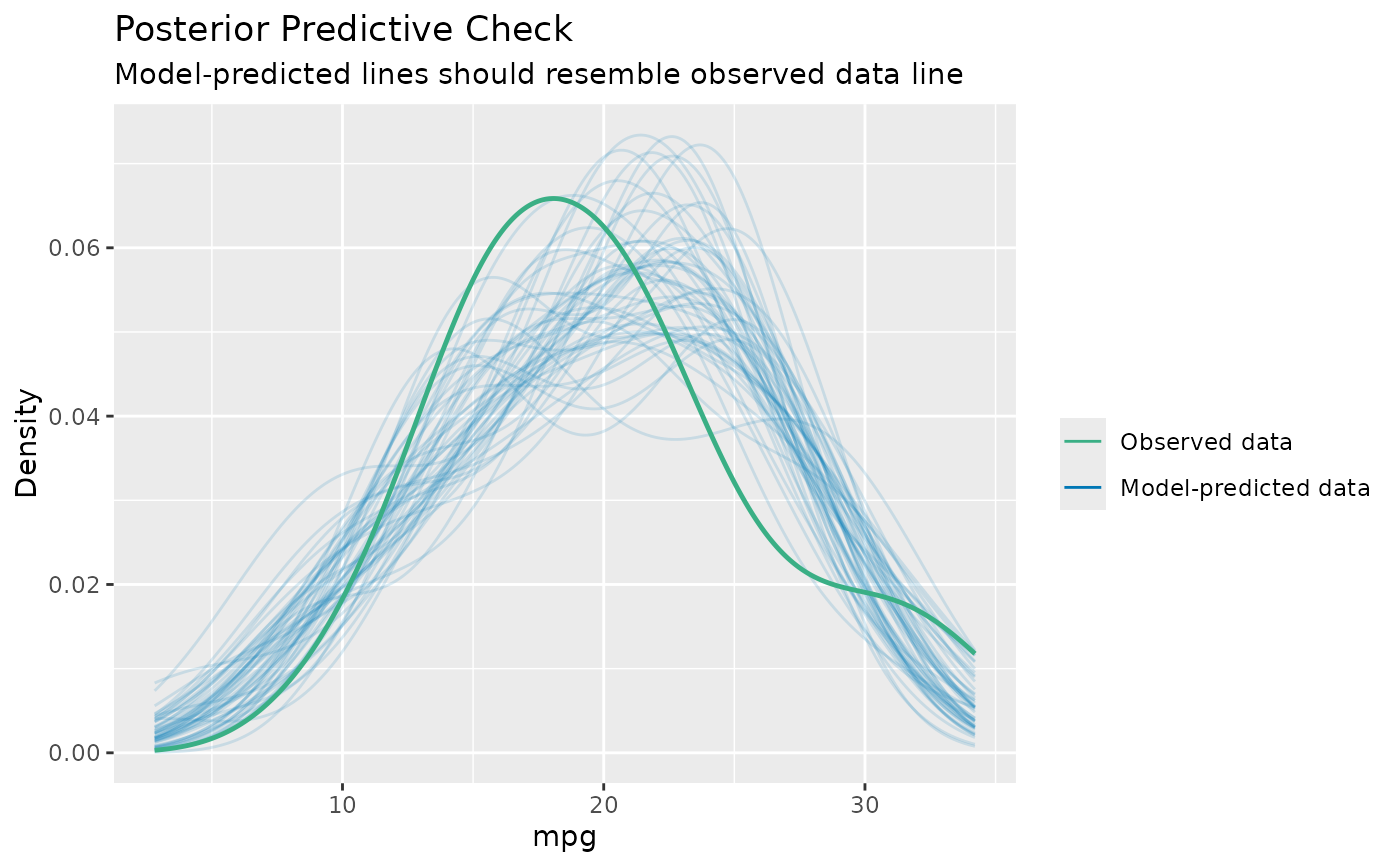 Posterior Predictive Check
Model-predicted lines should resemble observed data line
0.06
0.04
0.02
0.00
Density
10
20
30
mpg
Observed data
Model-predicted data